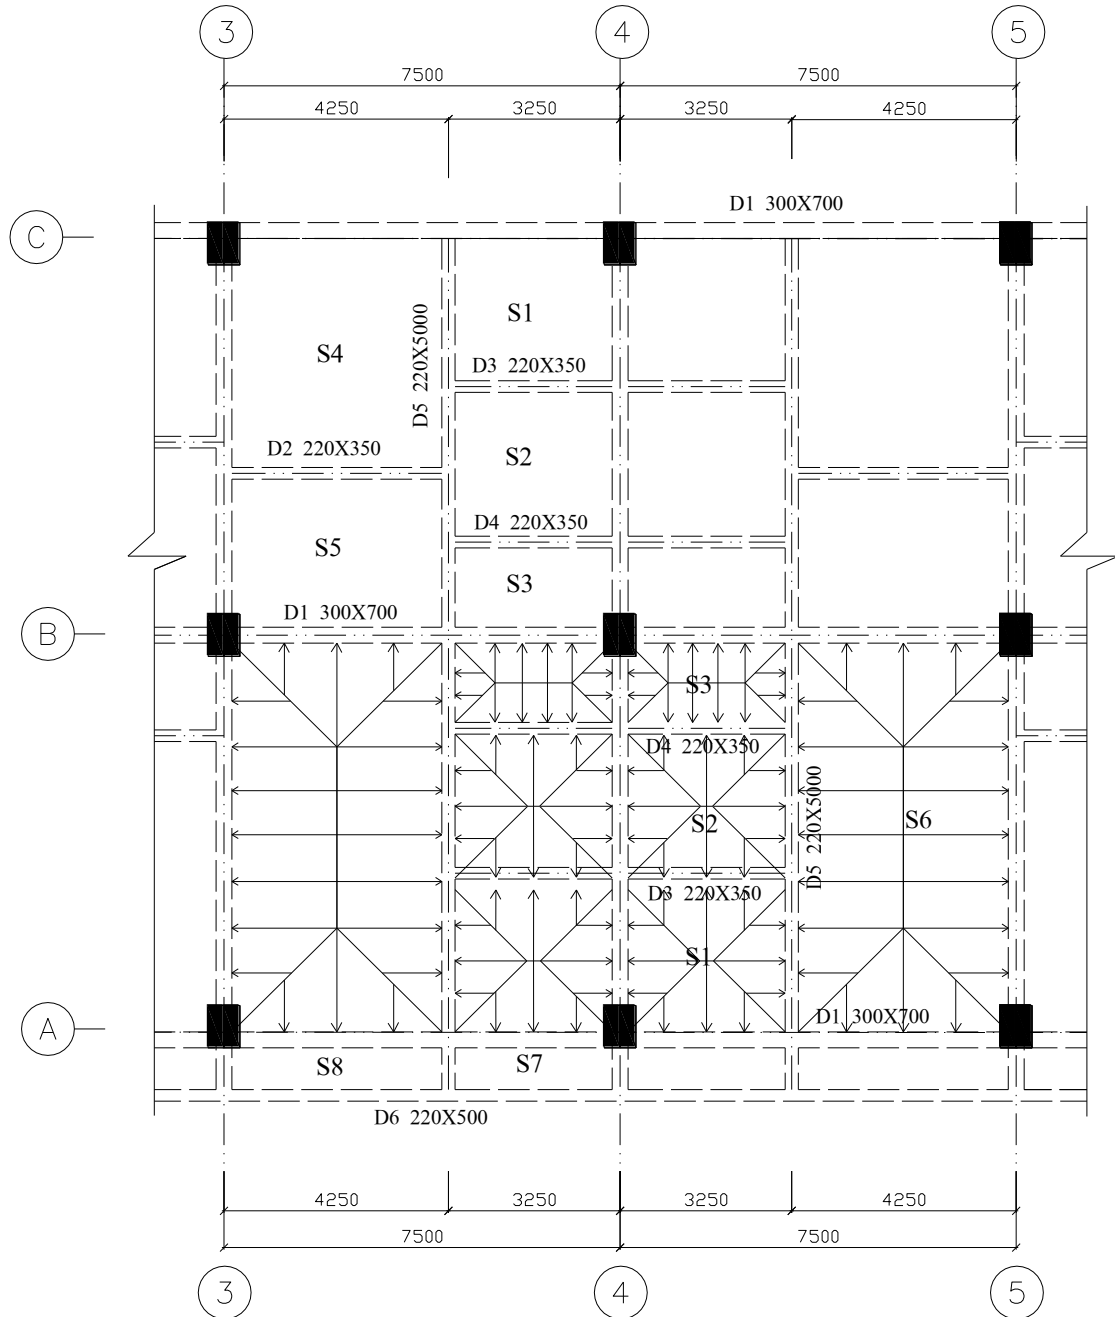 3 4 5
7500 7500
4250 3250 3250 4250
D1 300X700
C
S1
D5 220X5000
S4
D3 220X350
D2 220X350
S2
D4 220X350
S5
S3
D1 300X700
B
S3
D4 220X350
D5 220X5000
S2
S6
D3 220X350
S1
D1 300X700
A
S8 S7
D6 220X500
4250 3250 3250 4250
7500 7500
3 4 5